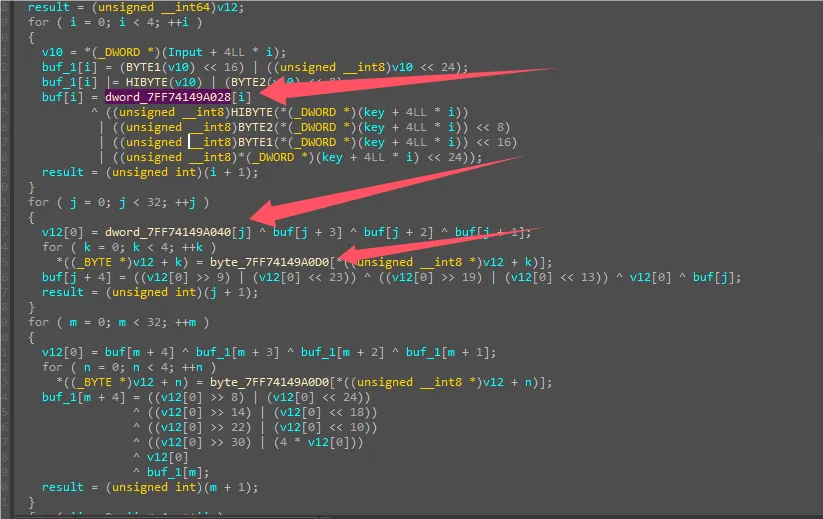 result = (unsigned __int64)v12;
for ( i = 0; i < 4; ++i )
{
v10 = *(_DWORD *)(Input + 4LL * i);
buf_1[i] = (BYTE1(v10) << 16) | ((unsigned __int8)v10 << 24);
buf_1[i] |= HIBYTE(v10) | (BYTE2(v10) << 8);
buf[i] = dword_7FF74149A028[i]
^ ((unsigned __int8)HIBYTE(*(_DWORD *)(key + 4LL * i))
| ((unsigned __int8)BYTE2(*(_DWORD *)(key + 4LL * i)) << 8)
| ((unsigned __int8)BYTE1(*(_DWORD *)(key + 4LL * i)) << 16)
| ((unsigned __int8)*(_DWORD *)(key + 4LL * i) << 24));
result = (unsigned int)(i + 1);
}
for ( j = 0; j < 32; ++j )
{
v12[0] = dword_7FF74149A040[j] ^ buf[j + 3] ^ buf[j + 2] ^ buf[j + 1];
for ( k = 0; k < 4; ++k )
*((_BYTE *)v12 + k) = byte_7FF74149A0D0[*((unsigned __int8 *)v12 + k)];
buf[j + 4] = ((v12[0] >> 9) | (v12[0] << 23)) ^ ((v12[0] >> 19) | (v12[0] << 13)) ^ v12[0] ^ buf[j];
result = (unsigned int)(j + 1);
}
for ( m = 0; m < 32; ++m )
{
v12[0] = buf[m + 4] ^ buf_1[m + 3] ^ buf_1[m + 2] ^ buf_1[m + 1];
for ( n = 0; n < 4; ++n )
*((_BYTE *)v12 + n) = byte_7FF74149A0D0[*((unsigned __int8 *)v12 + n)];
buf_1[m + 4] = ((v12[0] >> 8) | (v12[0] << 24))
^ ((v12[0] >> 14) | (v12[0] << 18))
^ ((v12[0] >> 22) | (v12[0] << 10))
^ ((v12[0] >> 30) | (4 * v12[0]))
^ v12[0]
^ buf_1[m];
result = (unsigned int)(m + 1);
}